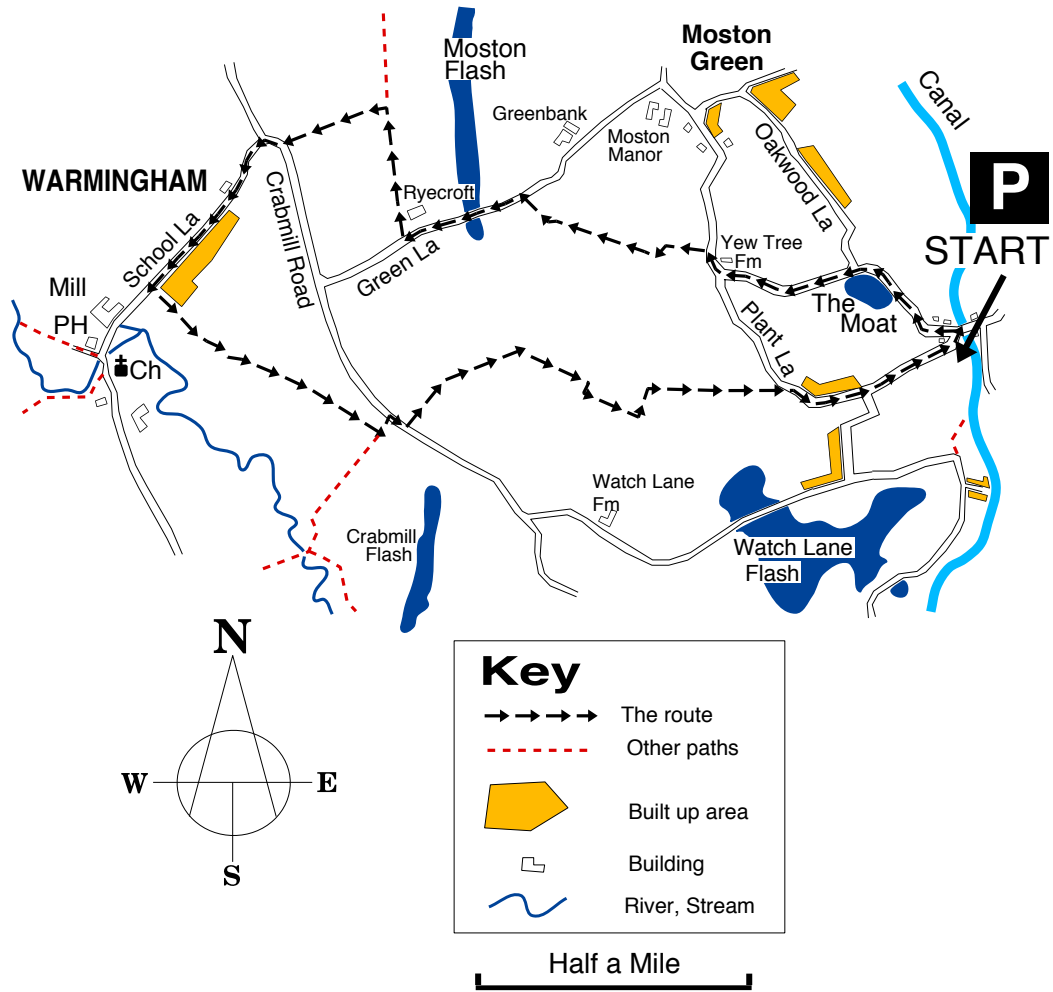 Moston
Flash
Moston
Green
Canal
Greenbank
Moston
Manor
Oakwood La
P
START
WARMINGHAM
Ryecroft
School La
Crabmill Road
Green La
Yew Tree
Fm
The
Moat
Mill
PH
Ch
Plant La
Watch Lane
Fm
Crabmill
Flash
Watch Lane
Flash
N
W
E
S
Key
The route
Other paths
Built up area
Building
River, Stream
Half a Mile